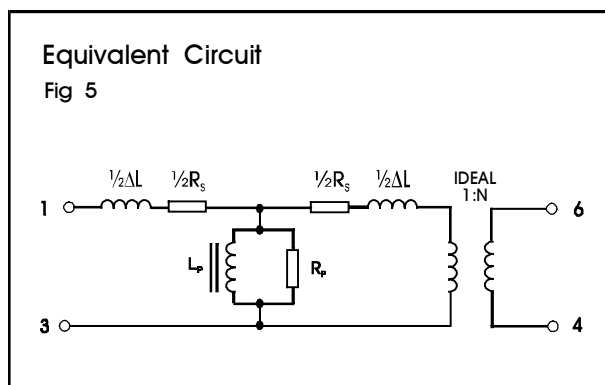 Equivalent Circuit
Fig 5
½ΔL ½Rₛ ½Rₛ ½ΔL IDEAL
1:N
1 6
Lₚ Rₚ
3 4